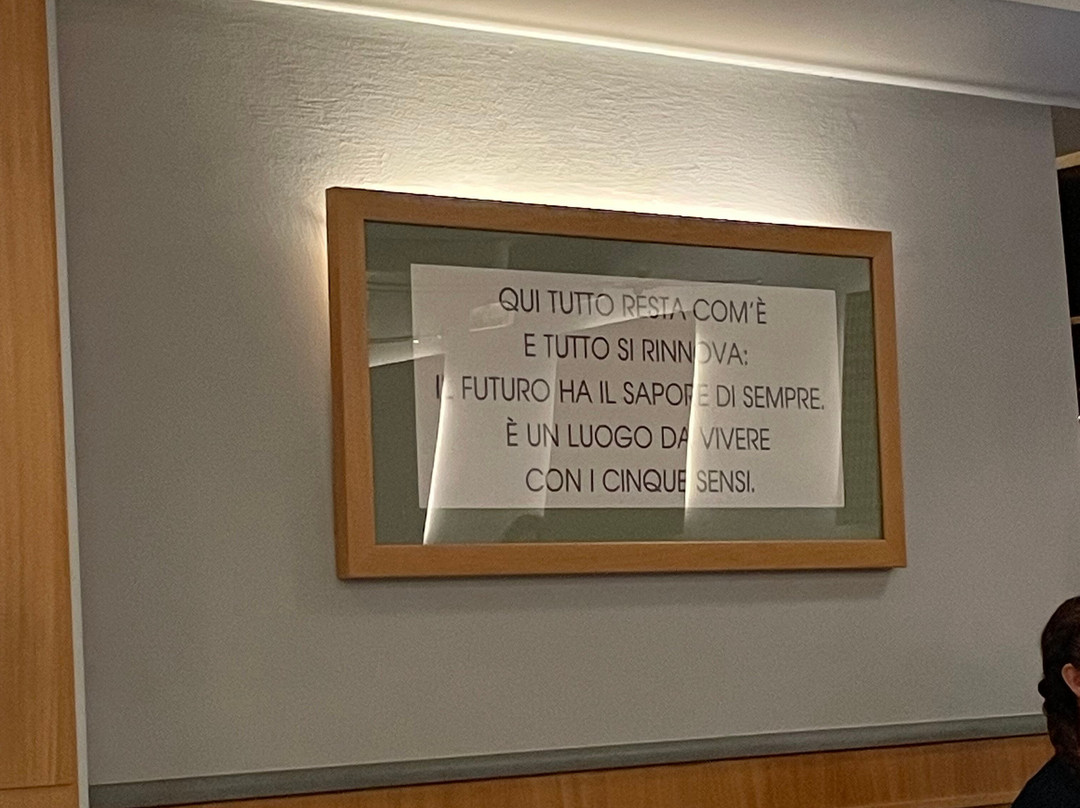 QUI TUTTO RESTA COM'È
E TUTTO SI RINNOVA:
IL FUTURO HA IL SAPORE DI SEMPRE.
È UN LUOGO DA VIVERE
CON I CINQUE SENSI.